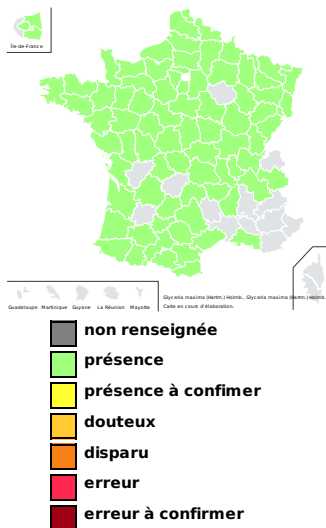 Île-de-France
Guadeloupe Martinique Guyane La Réunion Mayotte
Glyceria maxima (Hartm.) Holmb., Glyceria maxima (Hartm.) Holmb.
Carte en cours d'élaboration.
non renseignée
présence
présence à confimer
douteux
disparu
erreur
erreur à confirmer